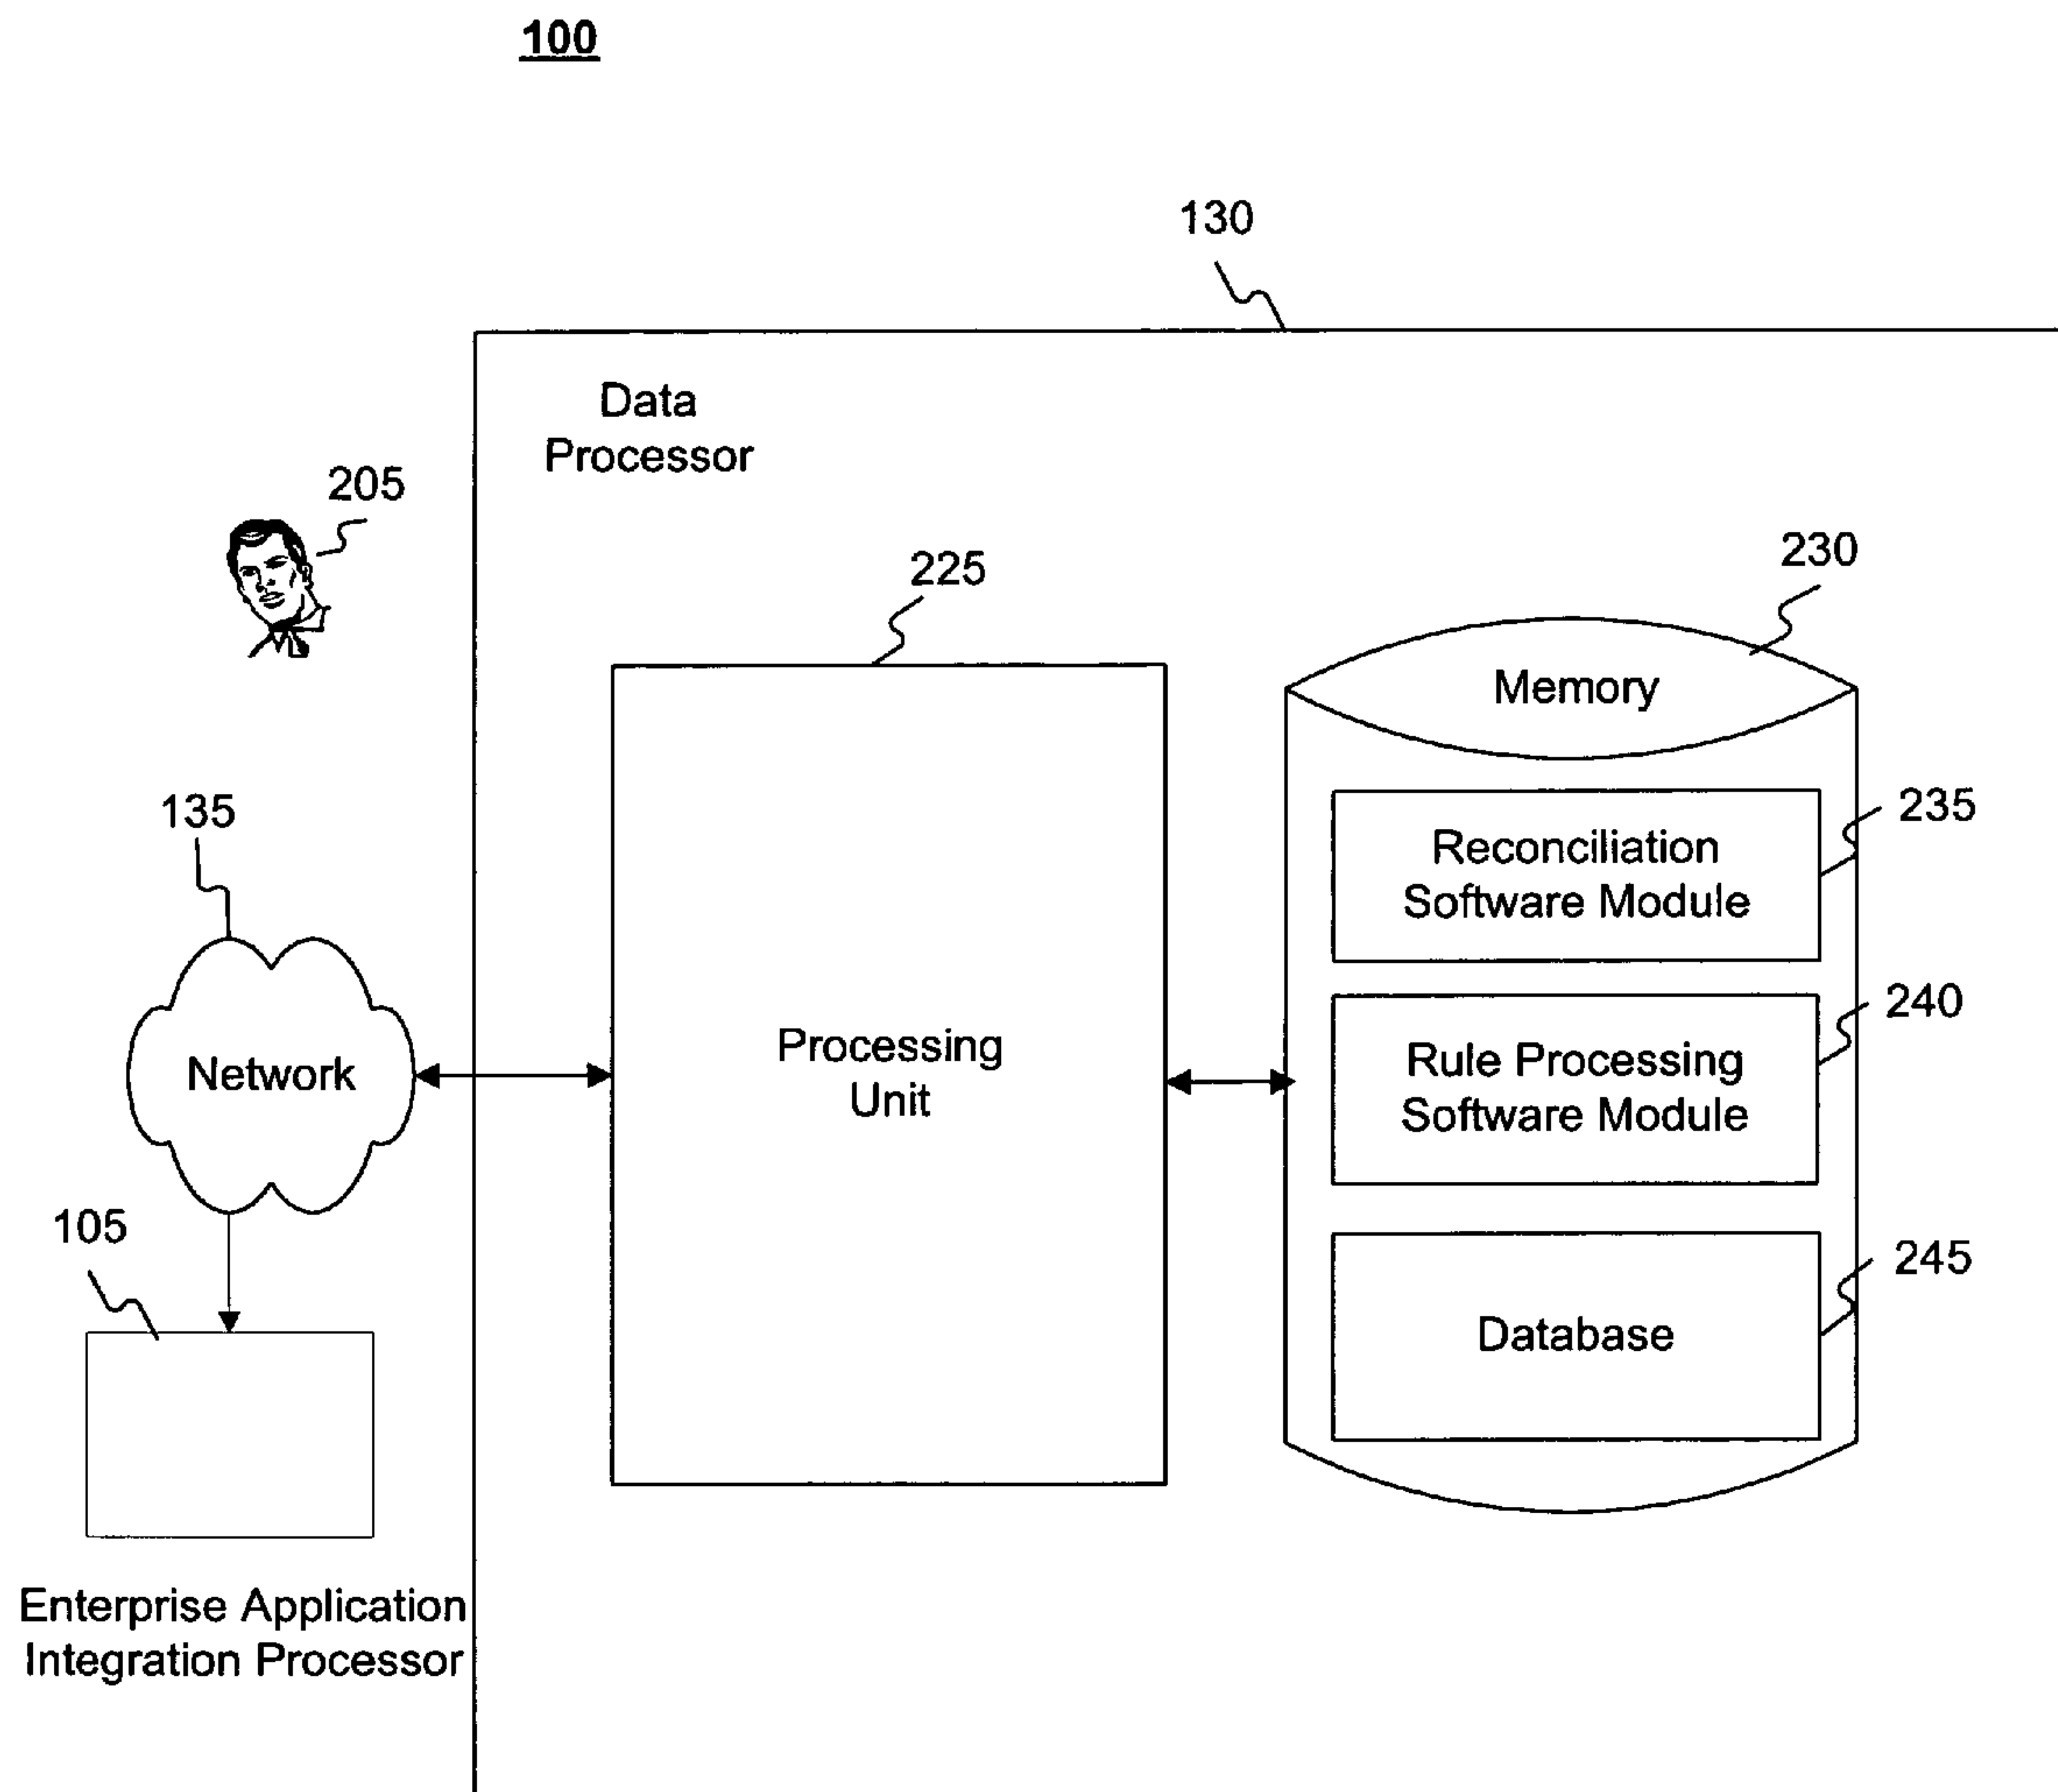 100
130
Data
Processor
205
225
230
Memory
135
235
Reconciliation
Software Module
240
Network
Processing
Unit
Rule Processing
Software Module
105
245
Database
Enterprise Application
Integration Processor